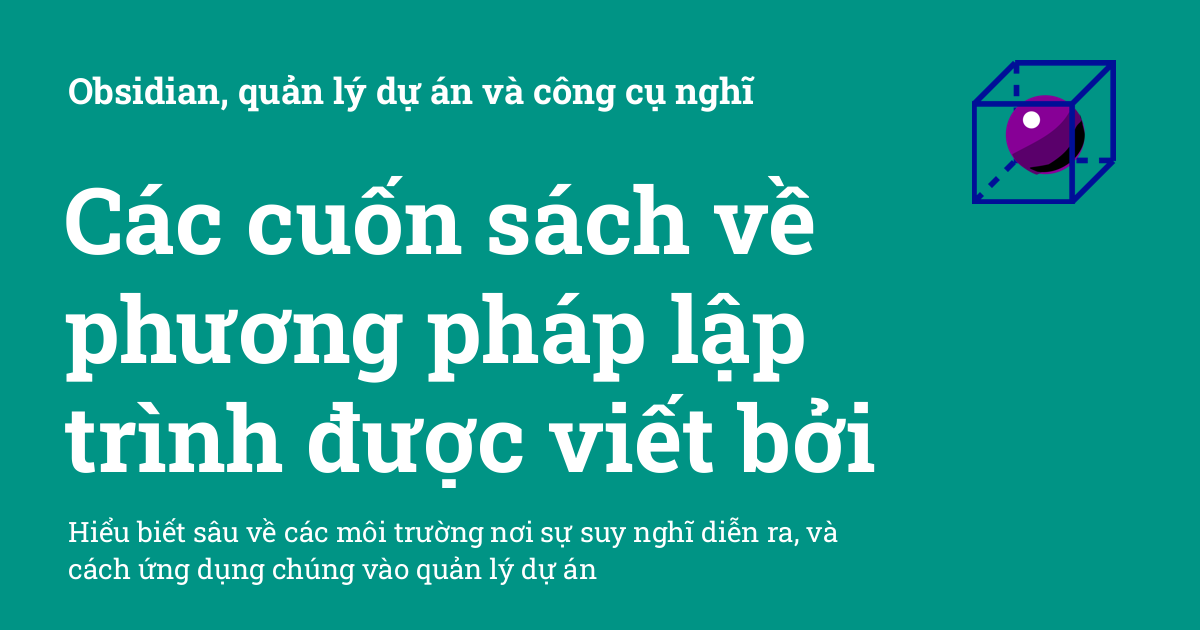 Obsidian, quản lý dự án và công cụ nghĩ
Các cuốn sách về
phương pháp lập
trình được viết bởi
Hiểu biết sâu về các môi trường nơi sự suy nghĩ diễn ra, và
cách ứng dụng chúng vào quản lý dự án